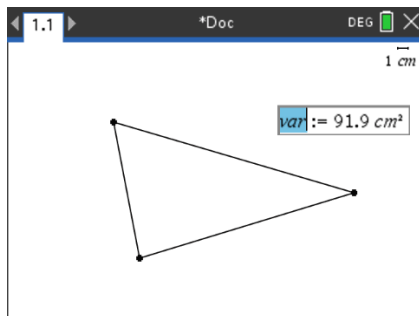 1.1 *Doc DEG
1 cm
var := 91.9 cm²